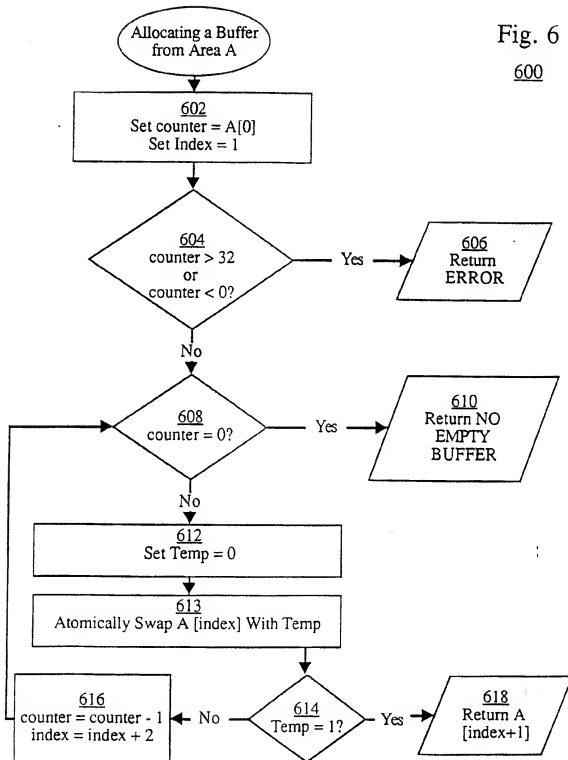 Allocating a Buffer
from Area A
Fig. 6
600
602
Set counter = A[0]
Set Index = 1
604
counter > 32
or
counter < 0?
Yes
606
Return
ERROR
No
608
counter = 0?
Yes
610
Return NO
EMPTY
BUFFER
No
612
Set Temp = 0
613
Atomically Swap A [index] With Temp
616
counter = counter - 1
index = index + 2
No
614
Temp = 1?
Yes
618
Return A
[index+1]